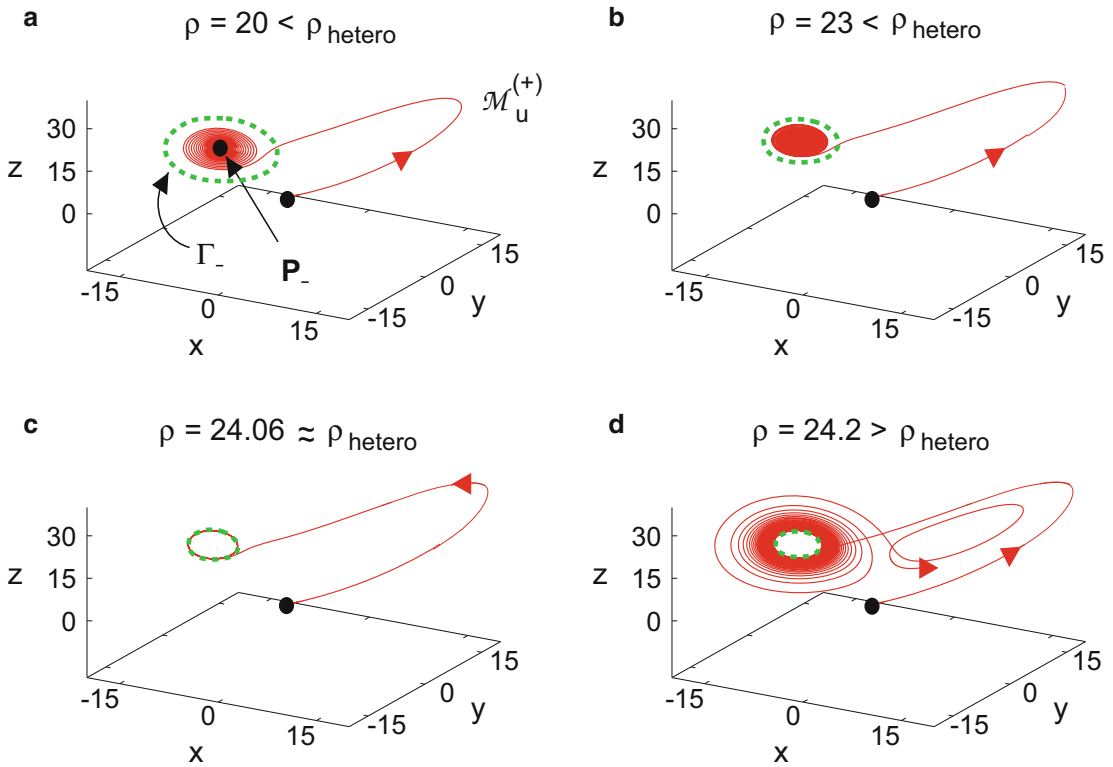 a
ρ = 20 < ρ hetero
M u (+)
z
30
15
0
Γ-
P-
-15
0
15
x
-15
0
15
y
b
ρ = 23 < ρ hetero
z
30
15
0
-15
0
15
x
-15
0
15
y
c
ρ = 24.06 ≈ ρ hetero
z
30
15
0
-15
0
15
x
-15
0
15
y
d
ρ = 24.2 > ρ hetero
z
30
15
0
-15
0
15
x
-15
0
15
y